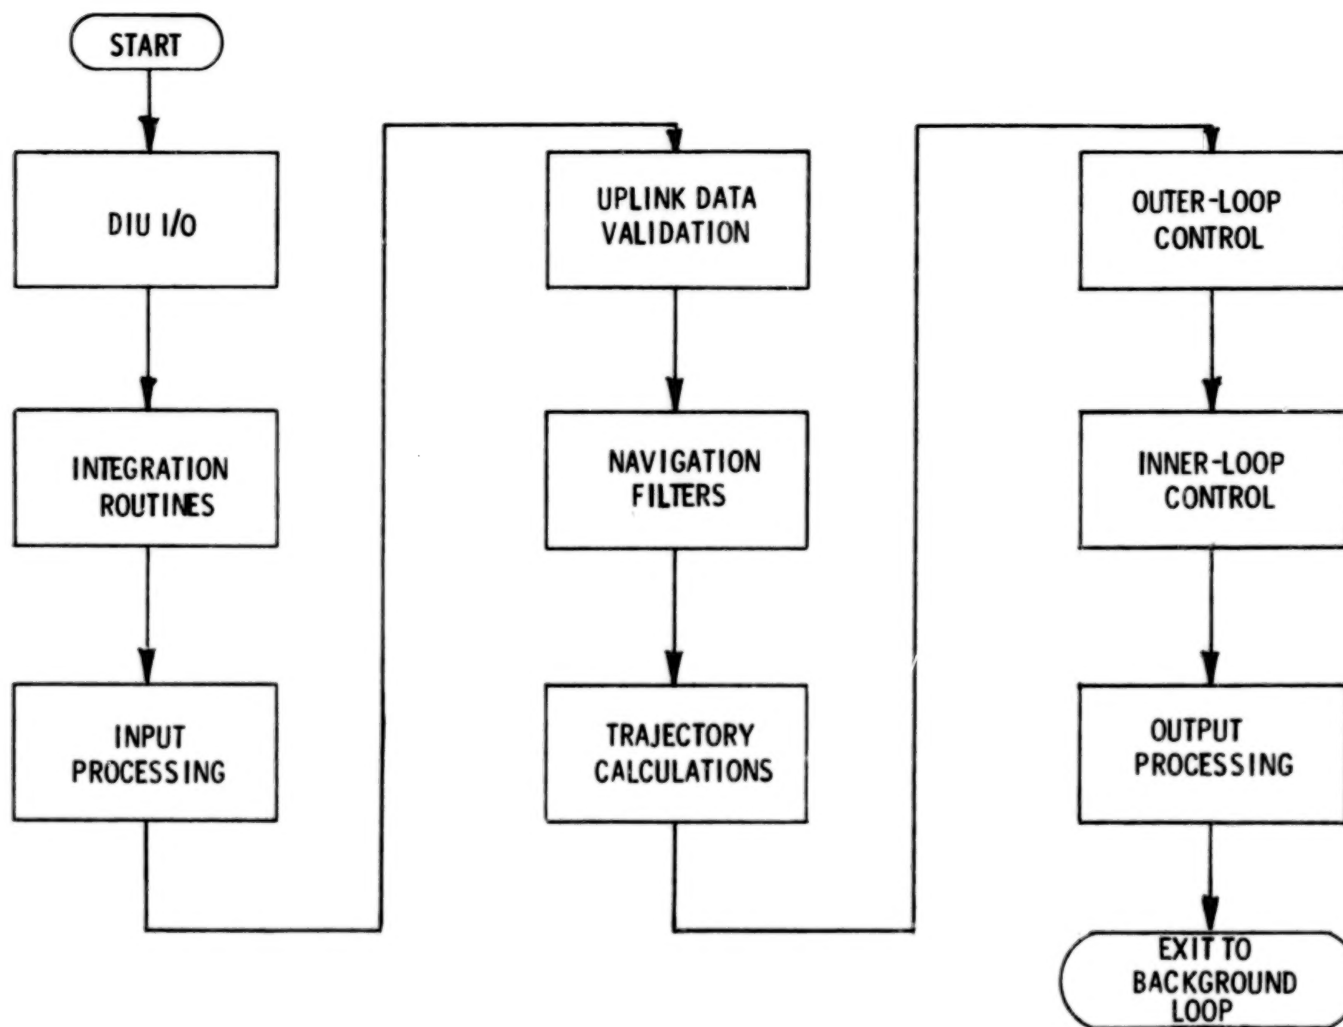 START
DIU I/O
INTEGRATION
ROUTINES
INPUT
PROCESSING
UPLINK DATA
VALIDATION
NAVIGATION
FILTERS
TRAJECTORY
CALCULATIONS
OUTER-LOOP
CONTROL
INNER-LOOP
CONTROL
OUTPUT
PROCESSING
EXIT TO
BACKGROUND
LOOP